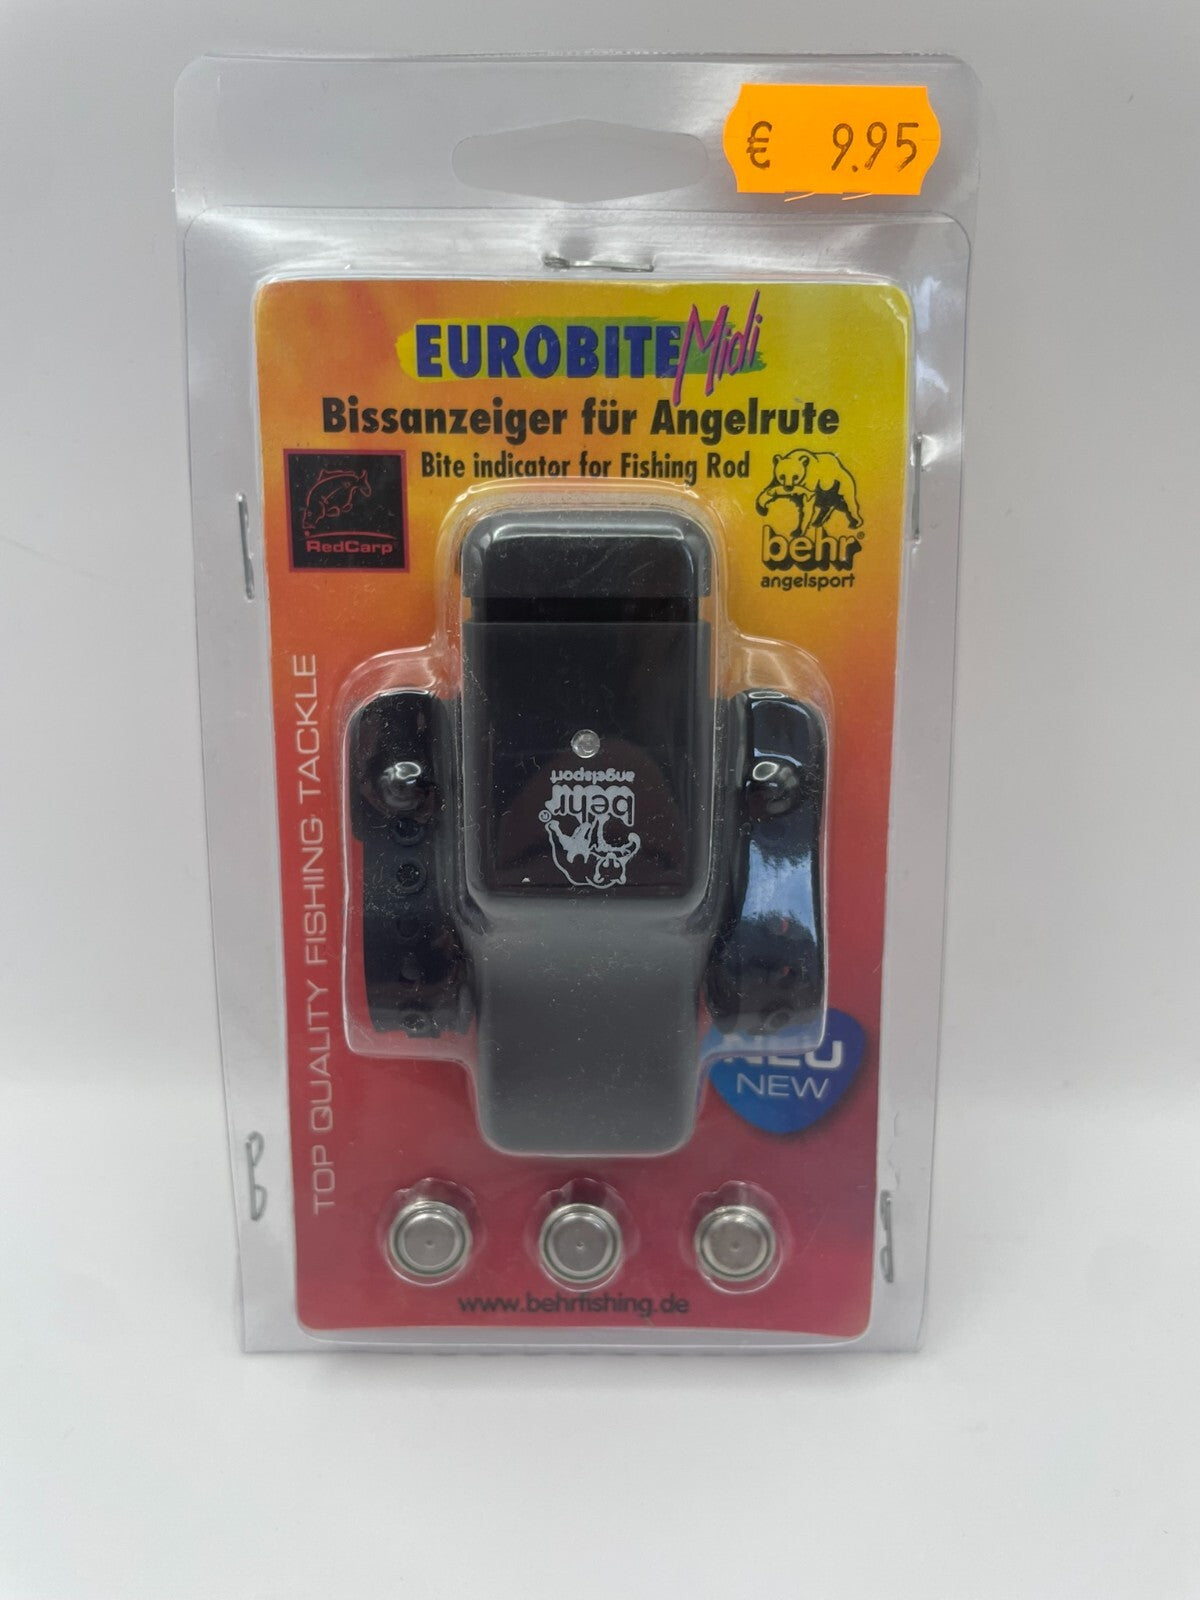 € 9.95
EUROBITE Midi
Bissanzeiger für Angelrute
Bite indicator for Fishing Rod
RedCarp
behr®
angelsport
TOP QUALITY FISHING TACKLE
angelsport
behr®
NEU
NEW
www.behrfishing.de